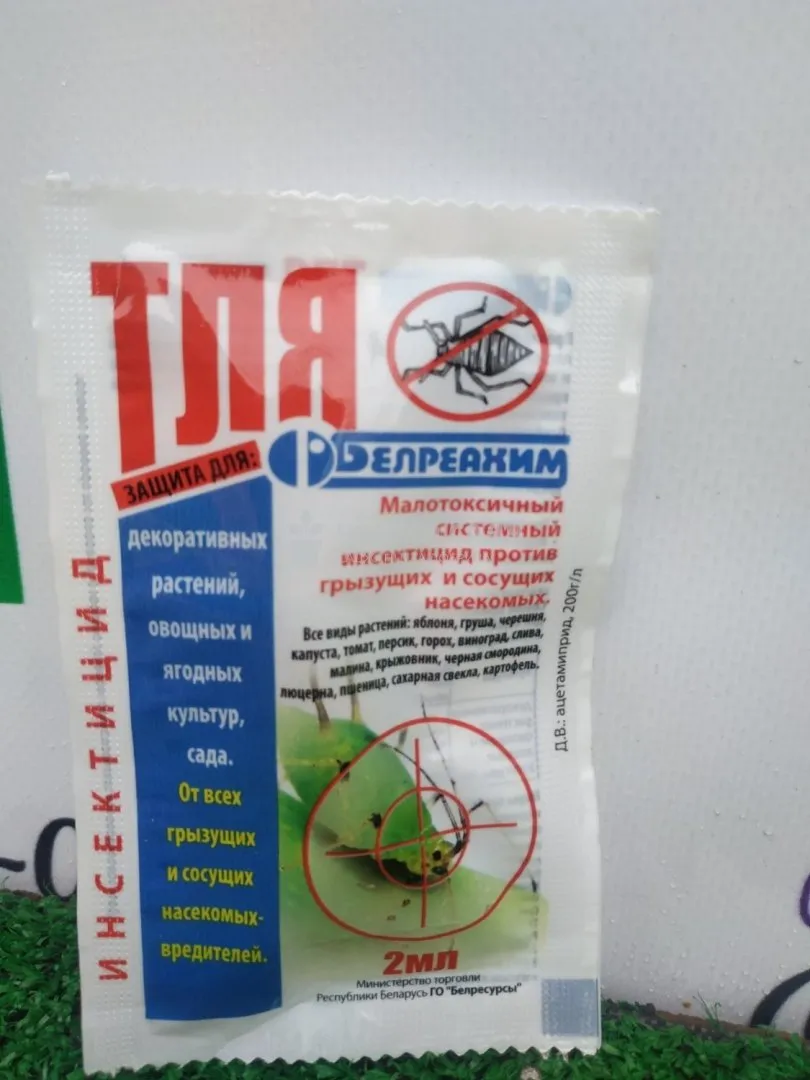 ТЛЯ
ЗАЩИТА ДЛЯ:
БЕЛРЕАХИМ
декоративных
растений,
овощных и
ягодных
культур,
сада.
От всех
грызущих
и сосущих
насекомых-
вредителей.
ИНСЕКТИЦИД
Малотоксичный
системный
инсектицид против
грызущих и сосущих
насекомых.
Все виды растений: яблоня, груша, черешня,
капуста, томат, персик, горох, виноград, слива,
малина, крыжовник, черная смородина,
люцерна, пшеница, сахарная свекла, картофель.
Д.В.: ацетамиприд, 200г/л
2мл
Министерство торговли
Республики Беларусь ГО "Белресурсы"